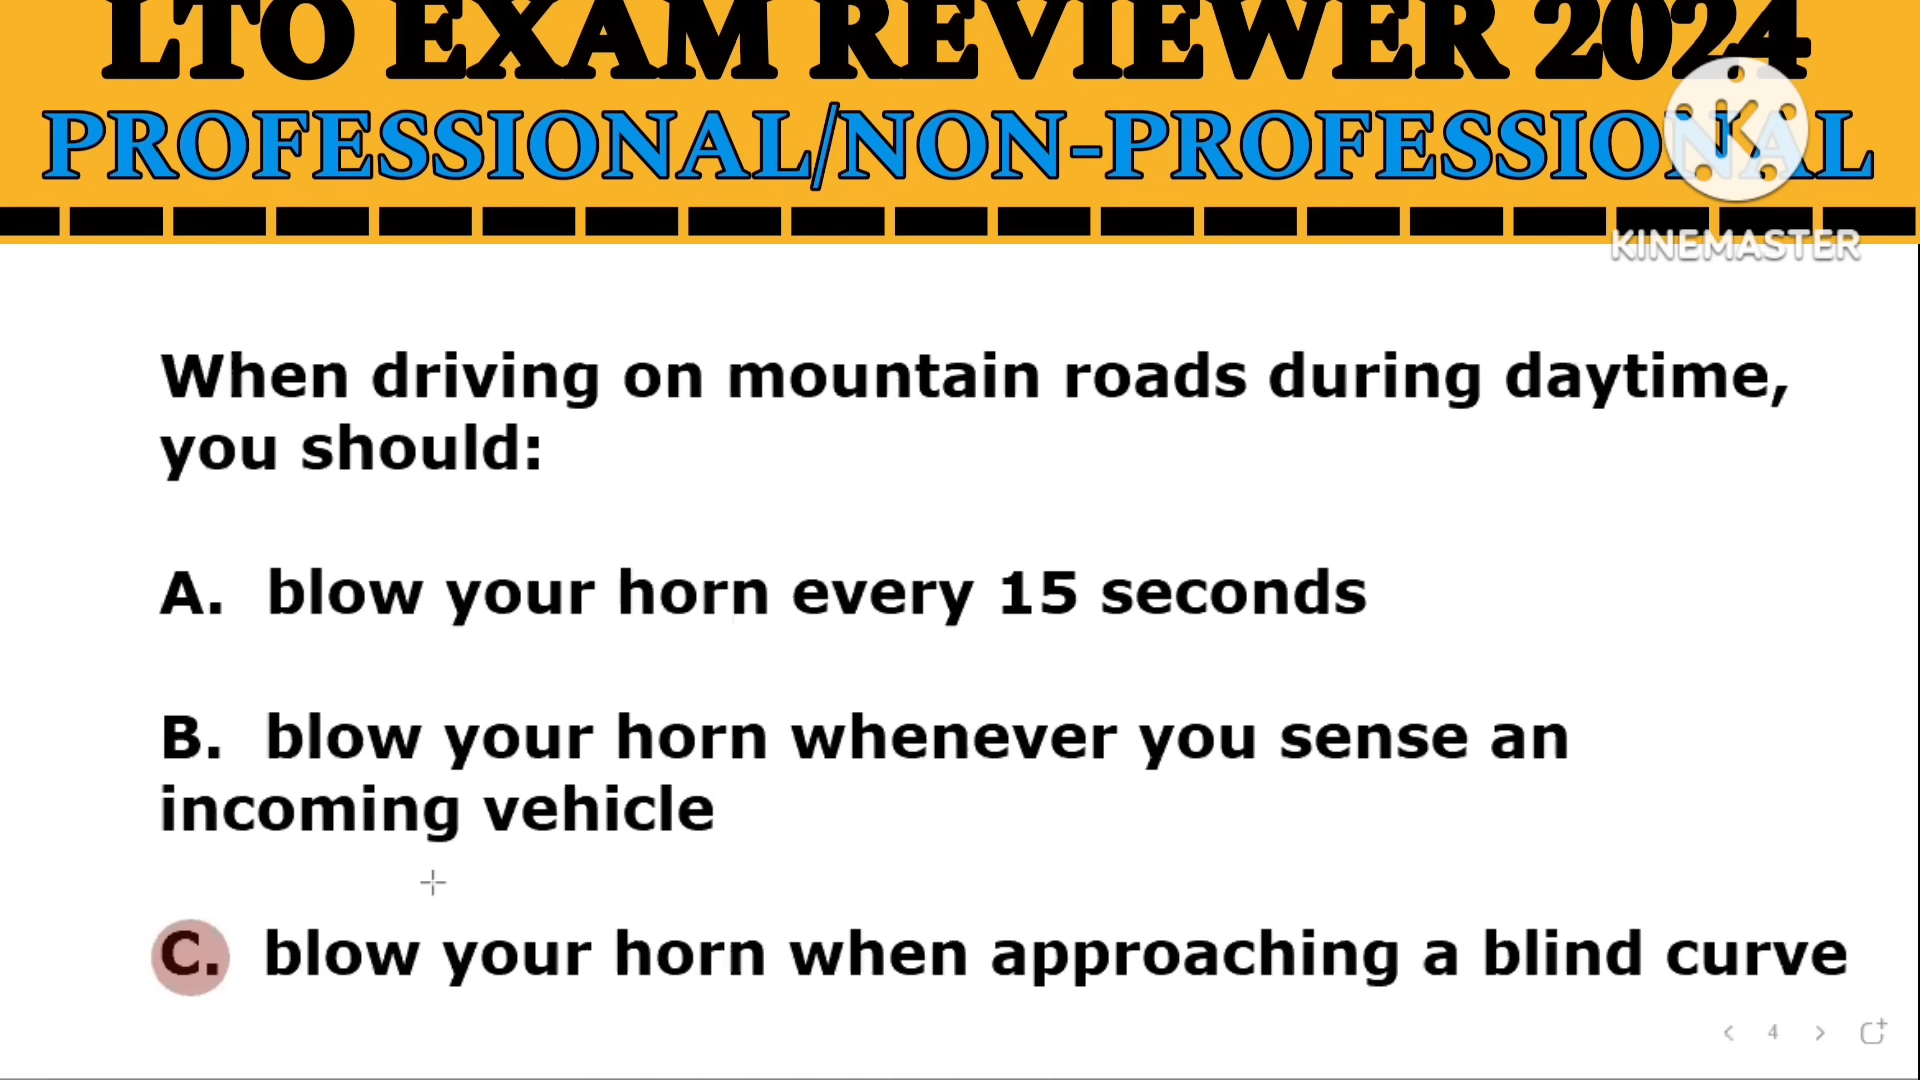 LTO EXAM REVIEWER 2024
PROFESSIONAL/NON-PROFESSIONAL
K
KINEMASTER
When driving on mountain roads during daytime,
you should:
A. blow your horn every 15 seconds
B. blow your horn whenever you sense an
incoming vehicle
C. blow your horn when approaching a blind curve
< 4 >